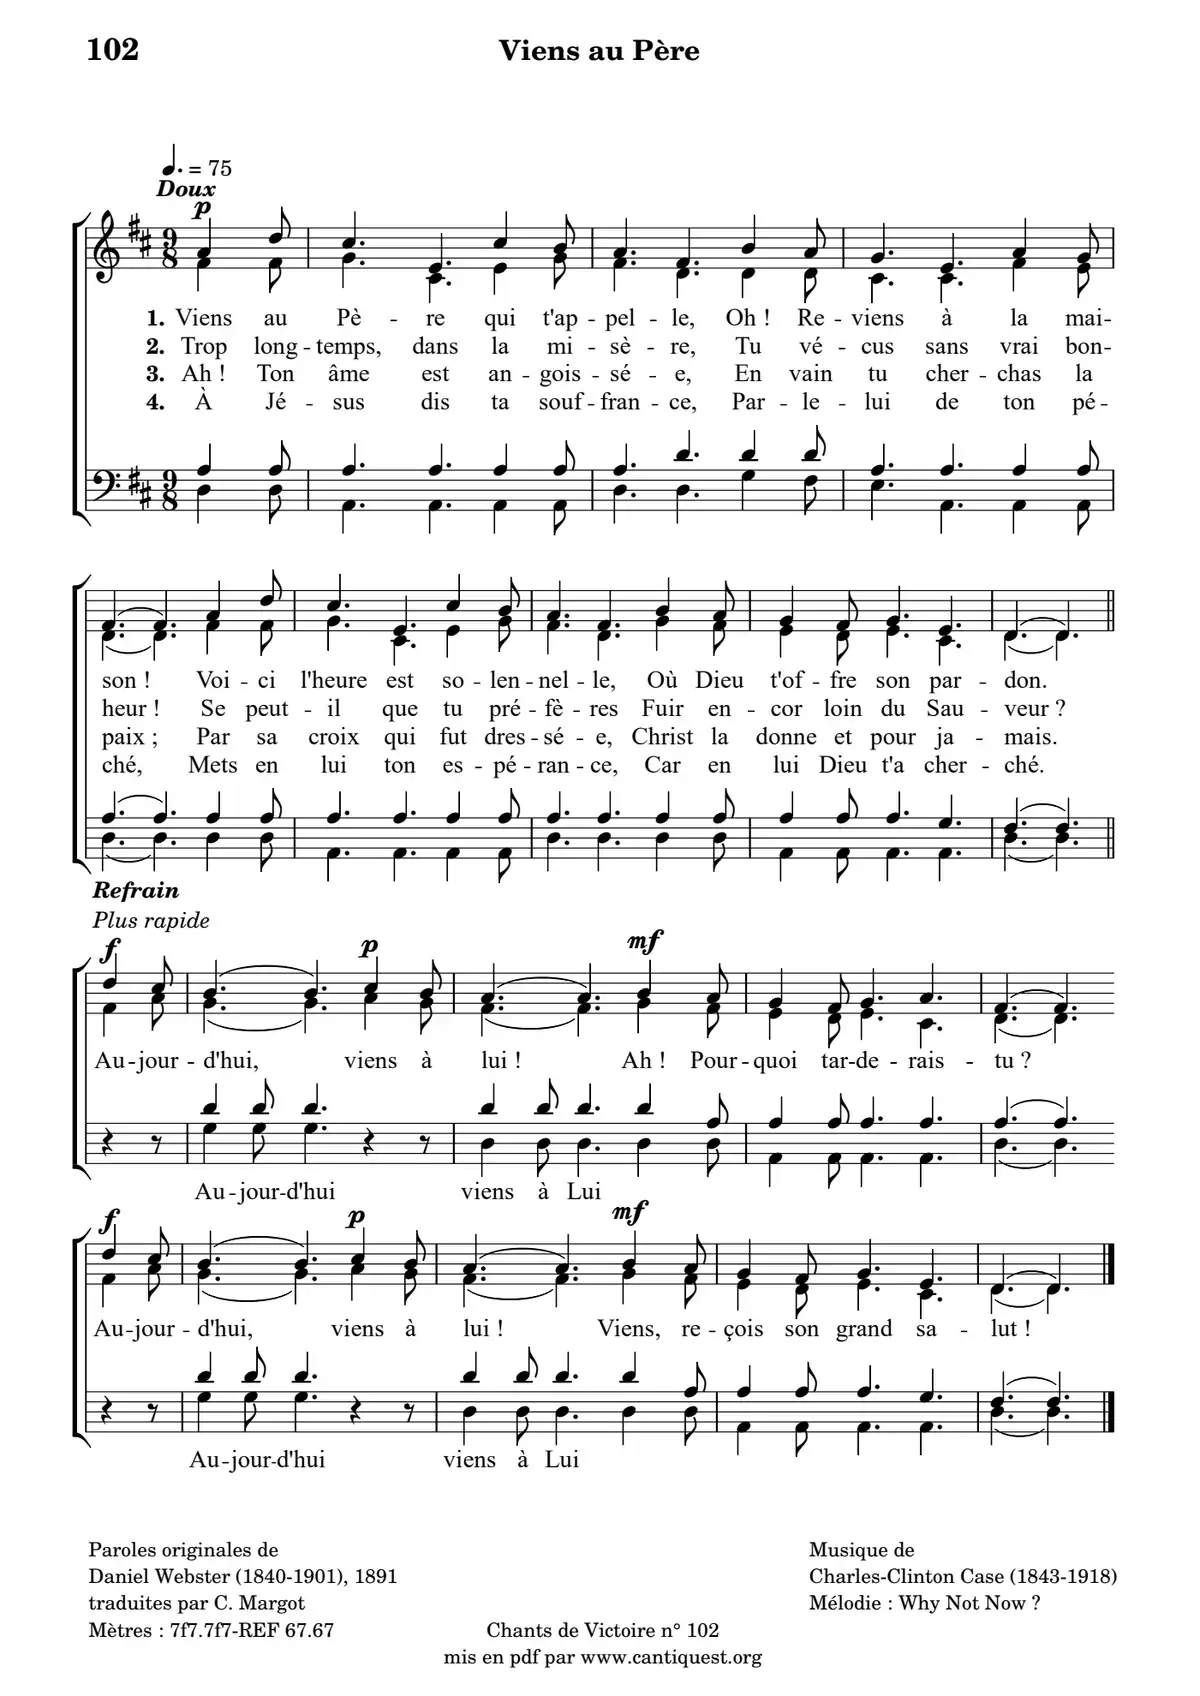 102
Viens au Père
♩. = 75
Doux
p
1. Viens au Pè - re qui t'ap - pel - le, Oh ! Re - viens à la mai-
2. Trop long - temps, dans la mi - sè - re, Tu vé - cus sans vrai bon-
3. Ah ! Ton âme est an - gois - sé - e, En vain tu cher - chas la
4. À Jé - sus dis ta souf - fran - ce, Par - le - lui de ton pé -
son ! Voi - ci l'heure est so - len - nel - le, Où Dieu t'of - fre son par - don.
heur ! Se peut - il que tu pré - fè - res Fuir en - cor loin du Sau - veur ?
paix ; Par sa croix qui fut dres - sé - e, Christ la donne et pour ja - mais.
ché, Mets en lui ton es - pé - ran - ce, Car en lui Dieu t'a cher - ché.
Refrain
Plus rapide
f p mf
Au - jour - d'hui, viens à lui ! Ah ! Pour - quoi tar - de - rais - tu ?
Au - jour - d'hui viens à Lui
f p mf
Au - jour - d'hui, viens à lui ! Viens, re - çois son grand sa - lut !
Au - jour - d'hui viens à Lui
Paroles originales de
Daniel Webster (1840-1901), 1891
traduites par C. Margot
Mètres : 7f7.7f7-REF 67.67
Musique de
Charles-Clinton Case (1843-1918)
Mélodie : Why Not Now ?
Chants de Victoire n° 102
mis en pdf par www.cantiquest.org